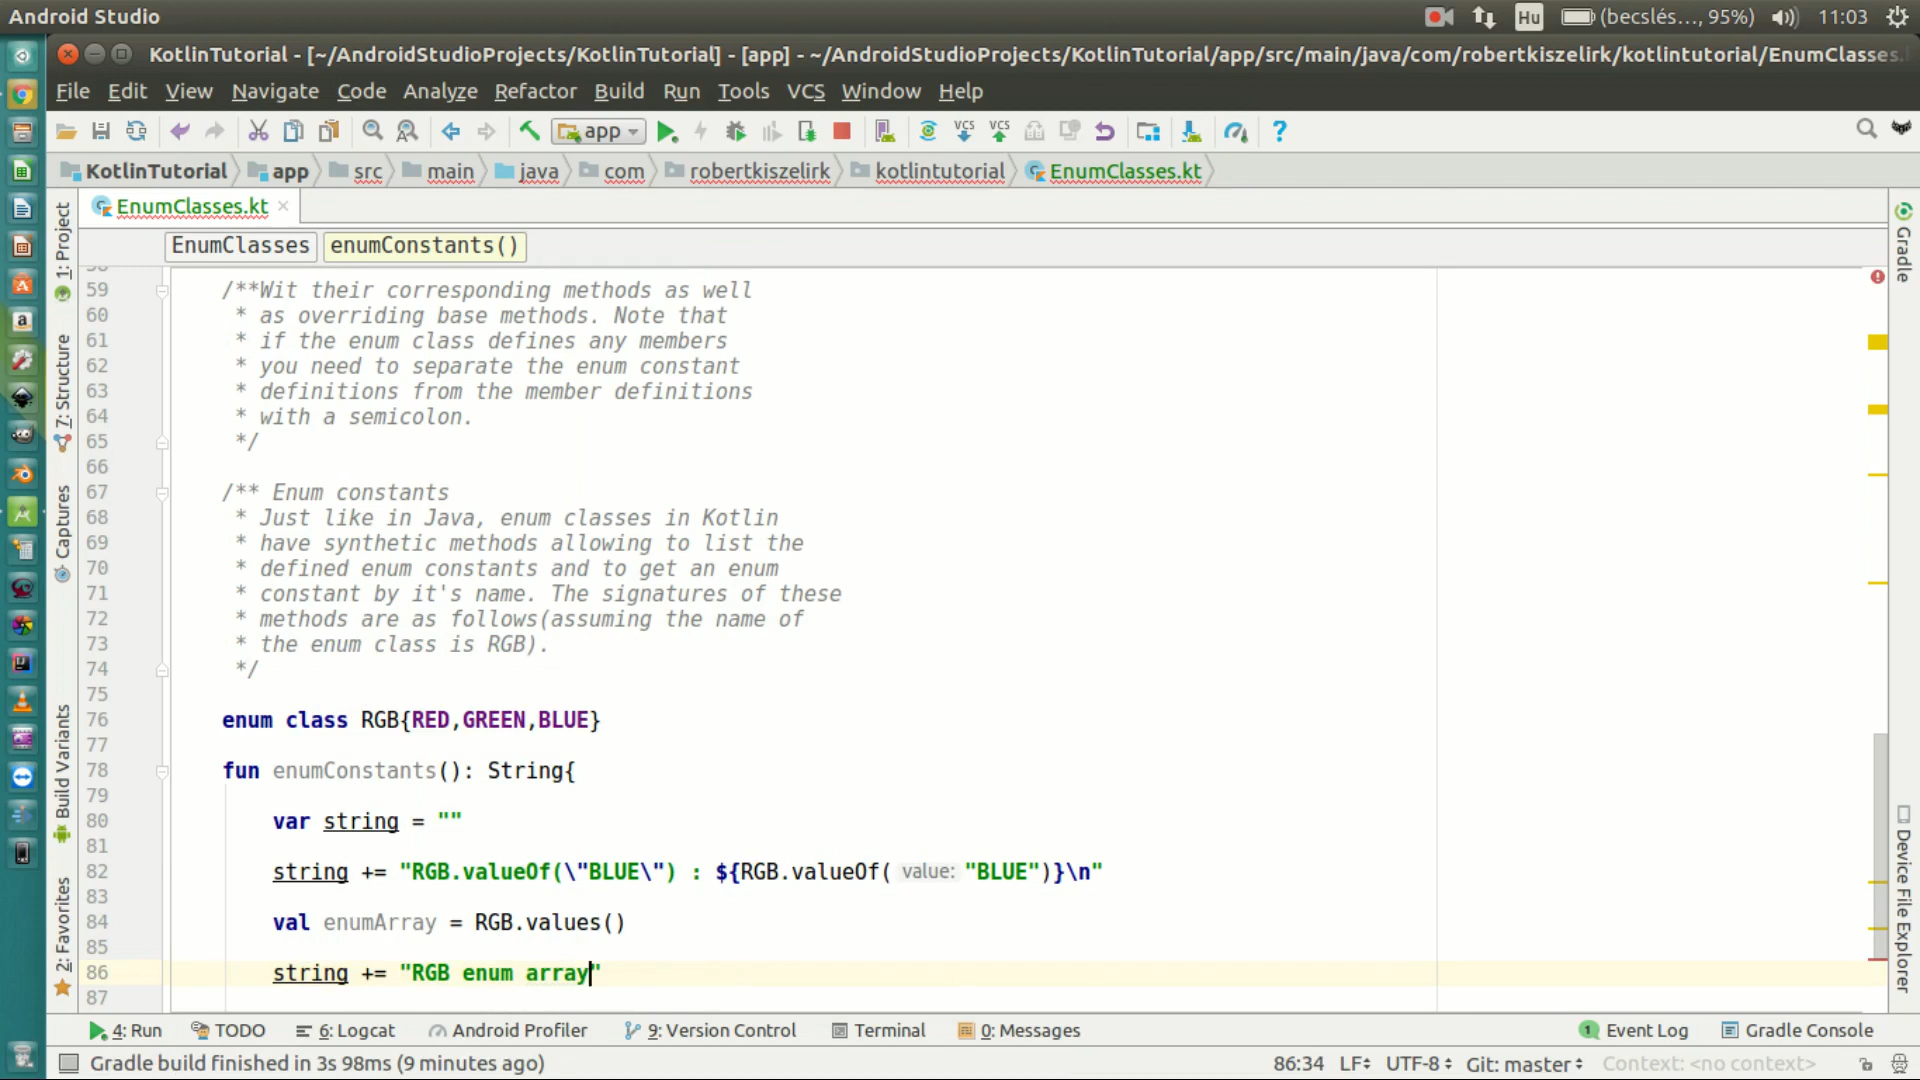 Android Studio
Hu
(becslés..., 95%)
11:03
KotlinTutorial - [~/AndroidStudioProjects/KotlinTutorial] - [app] - ~/AndroidStudioProjects/KotlinTutorial/app/src/main/java/com/robertkiszelirk/kotlintutorial/EnumClasses.
File Edit View Navigate Code Analyze Refactor Build Run Tools VCS Window Help
app
VCS VCS
KotlinTutorial app src main java com robertkiszelirk kotlintutorial EnumClasses.kt
EnumClasses.kt
EnumClasses enumConstants()
1: Project
7: Structure
Captures
Build Variants
2: Favorites
Gradle
Device File Explorer
59 /**Wit their corresponding methods as well
60 * as overriding base methods. Note that
61 * if the enum class defines any members
62 * you need to separate the enum constant
63 * definitions from the member definitions
64 * with a semicolon.
65 */
66
67 /** Enum constants
68 * Just like in Java, enum classes in Kotlin
69 * have synthetic methods allowing to list the
70 * defined enum constants and to get an enum
71 * constant by it's name. The signatures of these
72 * methods are as follows(assuming the name of
73 * the enum class is RGB).
74 */
75
76 enum class RGB{RED,GREEN,BLUE}
77
78 fun enumConstants(): String{
79
80 var string = ""
81
82 string += "RGB.valueOf(\"BLUE\") : ${RGB.valueOf( value: "BLUE")}\n"
83
84 val enumArray = RGB.values()
85
86 string += "RGB enum array"
87
4: Run TODO 6: Logcat Android Profiler 9: Version Control Terminal 0: Messages 1 Event Log Gradle Console
Gradle build finished in 3s 98ms (9 minutes ago)
86:34 LF UTF-8 Git: master Context: <no context>